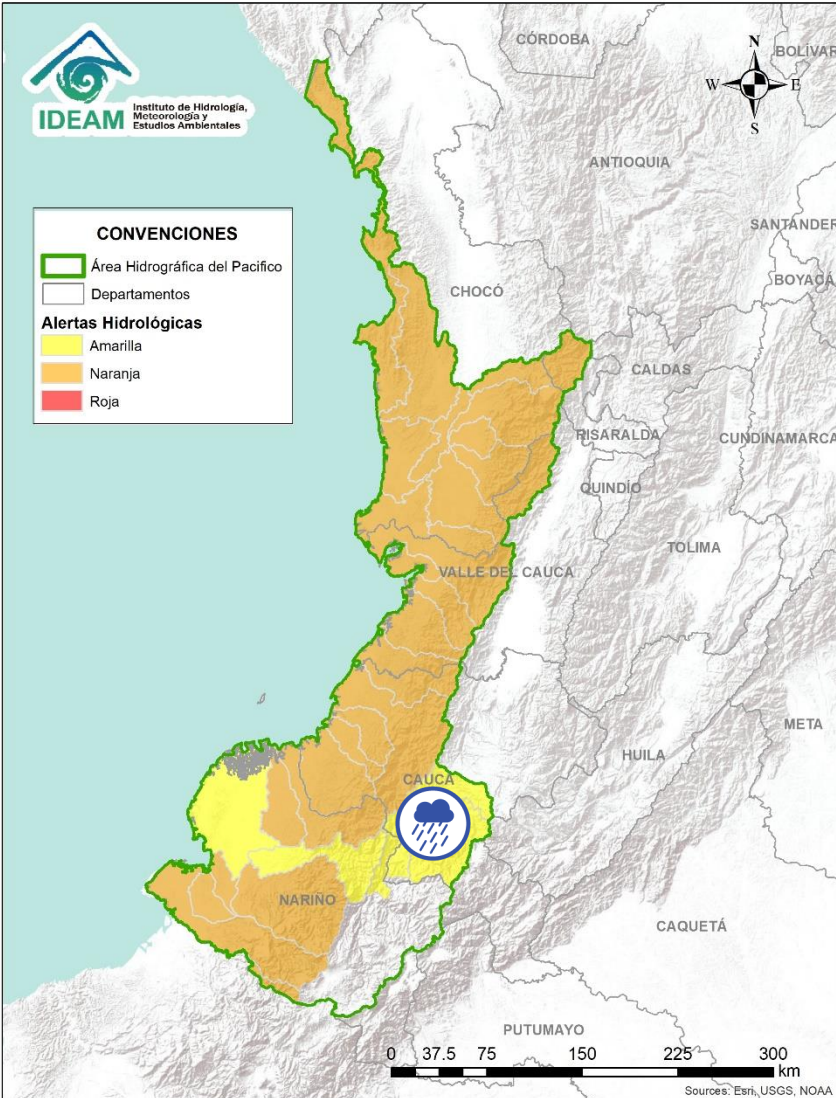 IDEAM
Instituto de Hidrología,
Meteorología y
Estudios Ambientales
N
W E
S
CONVENCIONES
Área Hidrográfica del Pacifico
Departamentos
Alertas Hidrológicas
Amarilla
Naranja
Roja
CÓRDOBA
BOLÍVAR
ANTIOQUIA
SANTANDER
BOYACÁ
CHOCÓ
CALDAS
RISARALDA
CUNDINAMARCA
QUINDÍO
TOLIMA
VALLE DEL CAUCA
META
HUILA
CAUCA
NARIÑO
CAQUETÁ
PUTUMAYO
0 37.5 75 150 225 300
km
Sources: Esri, USGS, NOAA